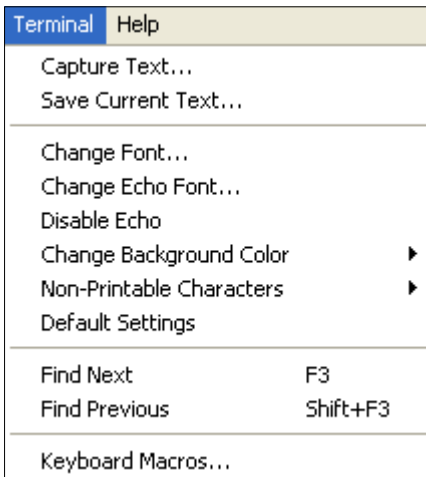 Terminal Help
Capture Text...
Save Current Text...
Change Font...
Change Echo Font...
Disable Echo
Change Background Color
Non-Printable Characters
Default Settings
Find Next F3
Find Previous Shift+F3
Keyboard Macros...